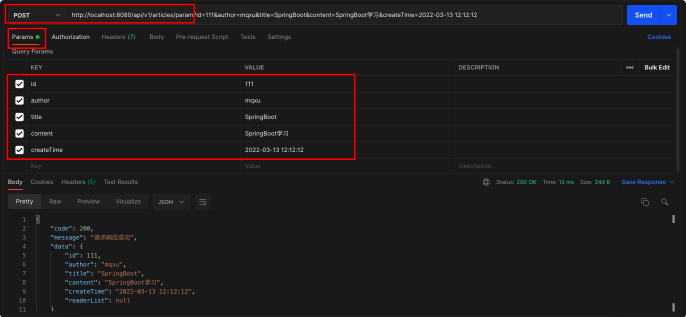 POST http://localhost:8080/api/v1/articles/param?id=111&author=mqxu&title=SpringBoot&content=SpringBoot学习&createTime=2022-03-13 12:12:12 Send
Params Authorization Headers (7) Body Pre-request Script Tests Settings Cookies
Query Params
KEY VALUE DESCRIPTION Bulk Edit
id 111
author mqxu
title SpringBoot
content SpringBoot学习
createTime 2022-03-13 12:12:12
Key Value Description
Body Cookies Headers (5) Test Results Status: 200 OK Time: 12 ms Size: 344 B Save Response
Pretty Raw Preview Visualize JSON
1 {
2 "code": 200,
3 "message": "请求响应成功",
4 "data": {
5 "id": 111,
6 "author": "mqxu",
7 "title": "SpringBoot",
8 "content": "SpringBoot学习",
9 "createTime": "2022-03-13 12:12:12",
10 "readerList": null
11 }